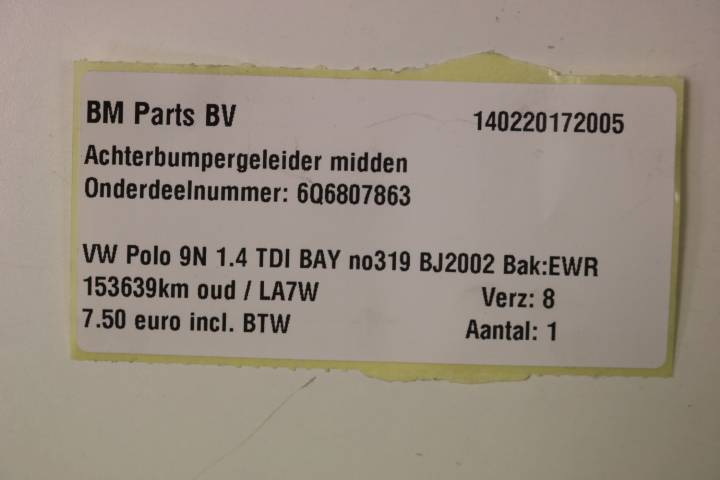 BM Parts BV 140220172005
Achterbumpergeleider midden
Onderdeelnummer: 6Q6807863
VW Polo 9N 1.4 TDI BAY no319 BJ2002 Bak:EWR
153639km oud / LA7W Verz: 8
7.50 euro incl. BTW Aantal: 1